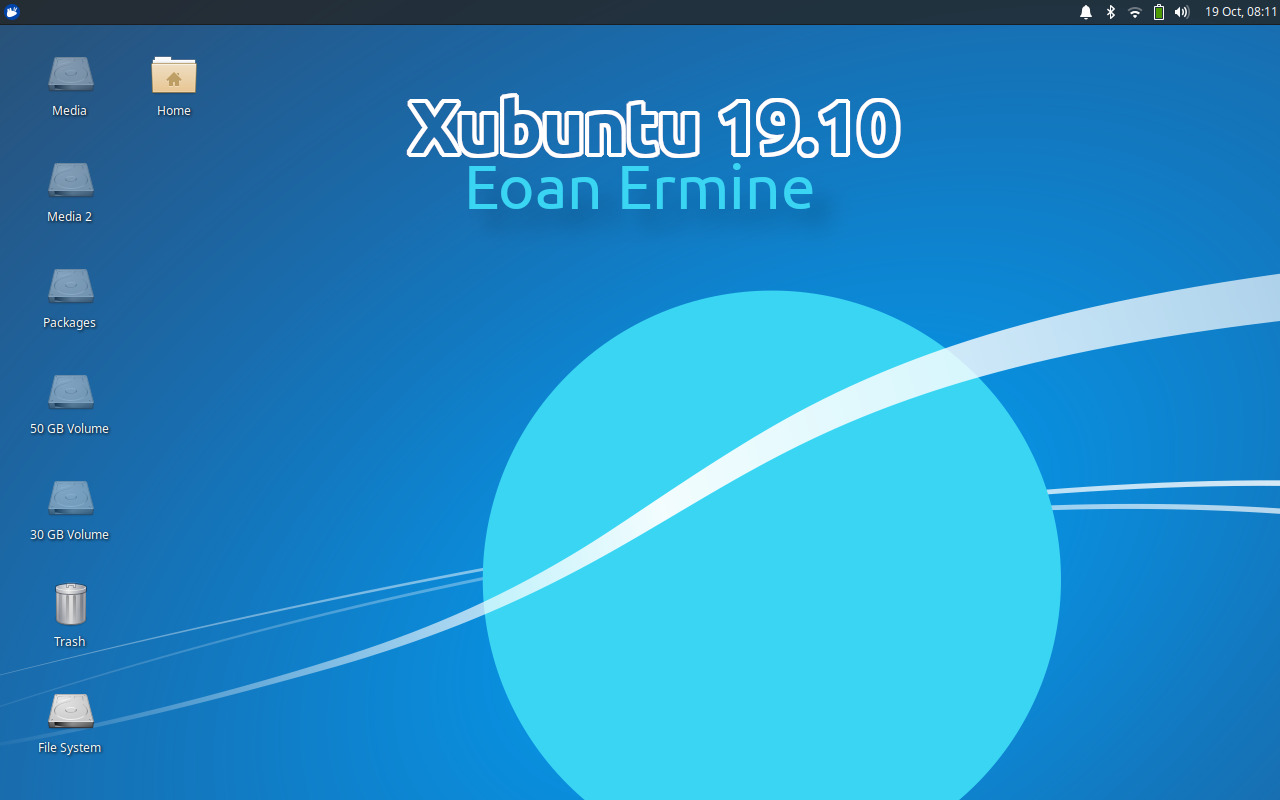 19 Oct, 08:11
Media
Home
Xubuntu 19.10
Eoan Ermine
Media 2
Packages
50 GB Volume
30 GB Volume
Trash
File System